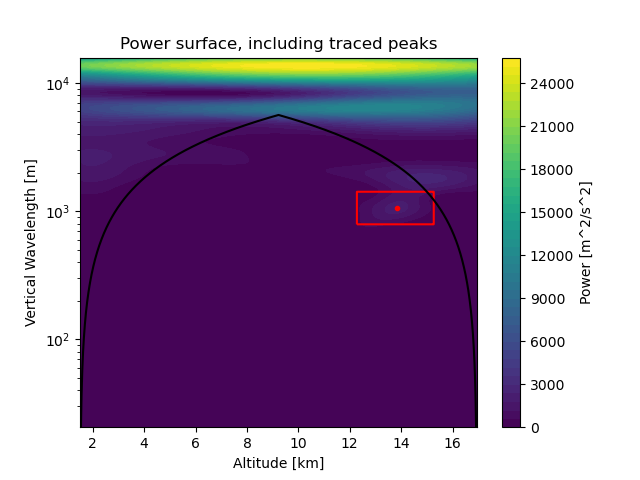 Power surface, including traced peaks
10^4
10^3
10^2
Vertical Wavelength [m]
2 4 6 8 10 12 14 16
Altitude [km]
24000
21000
18000
15000
12000
9000
6000
3000
0
Power [m^2/s^2]